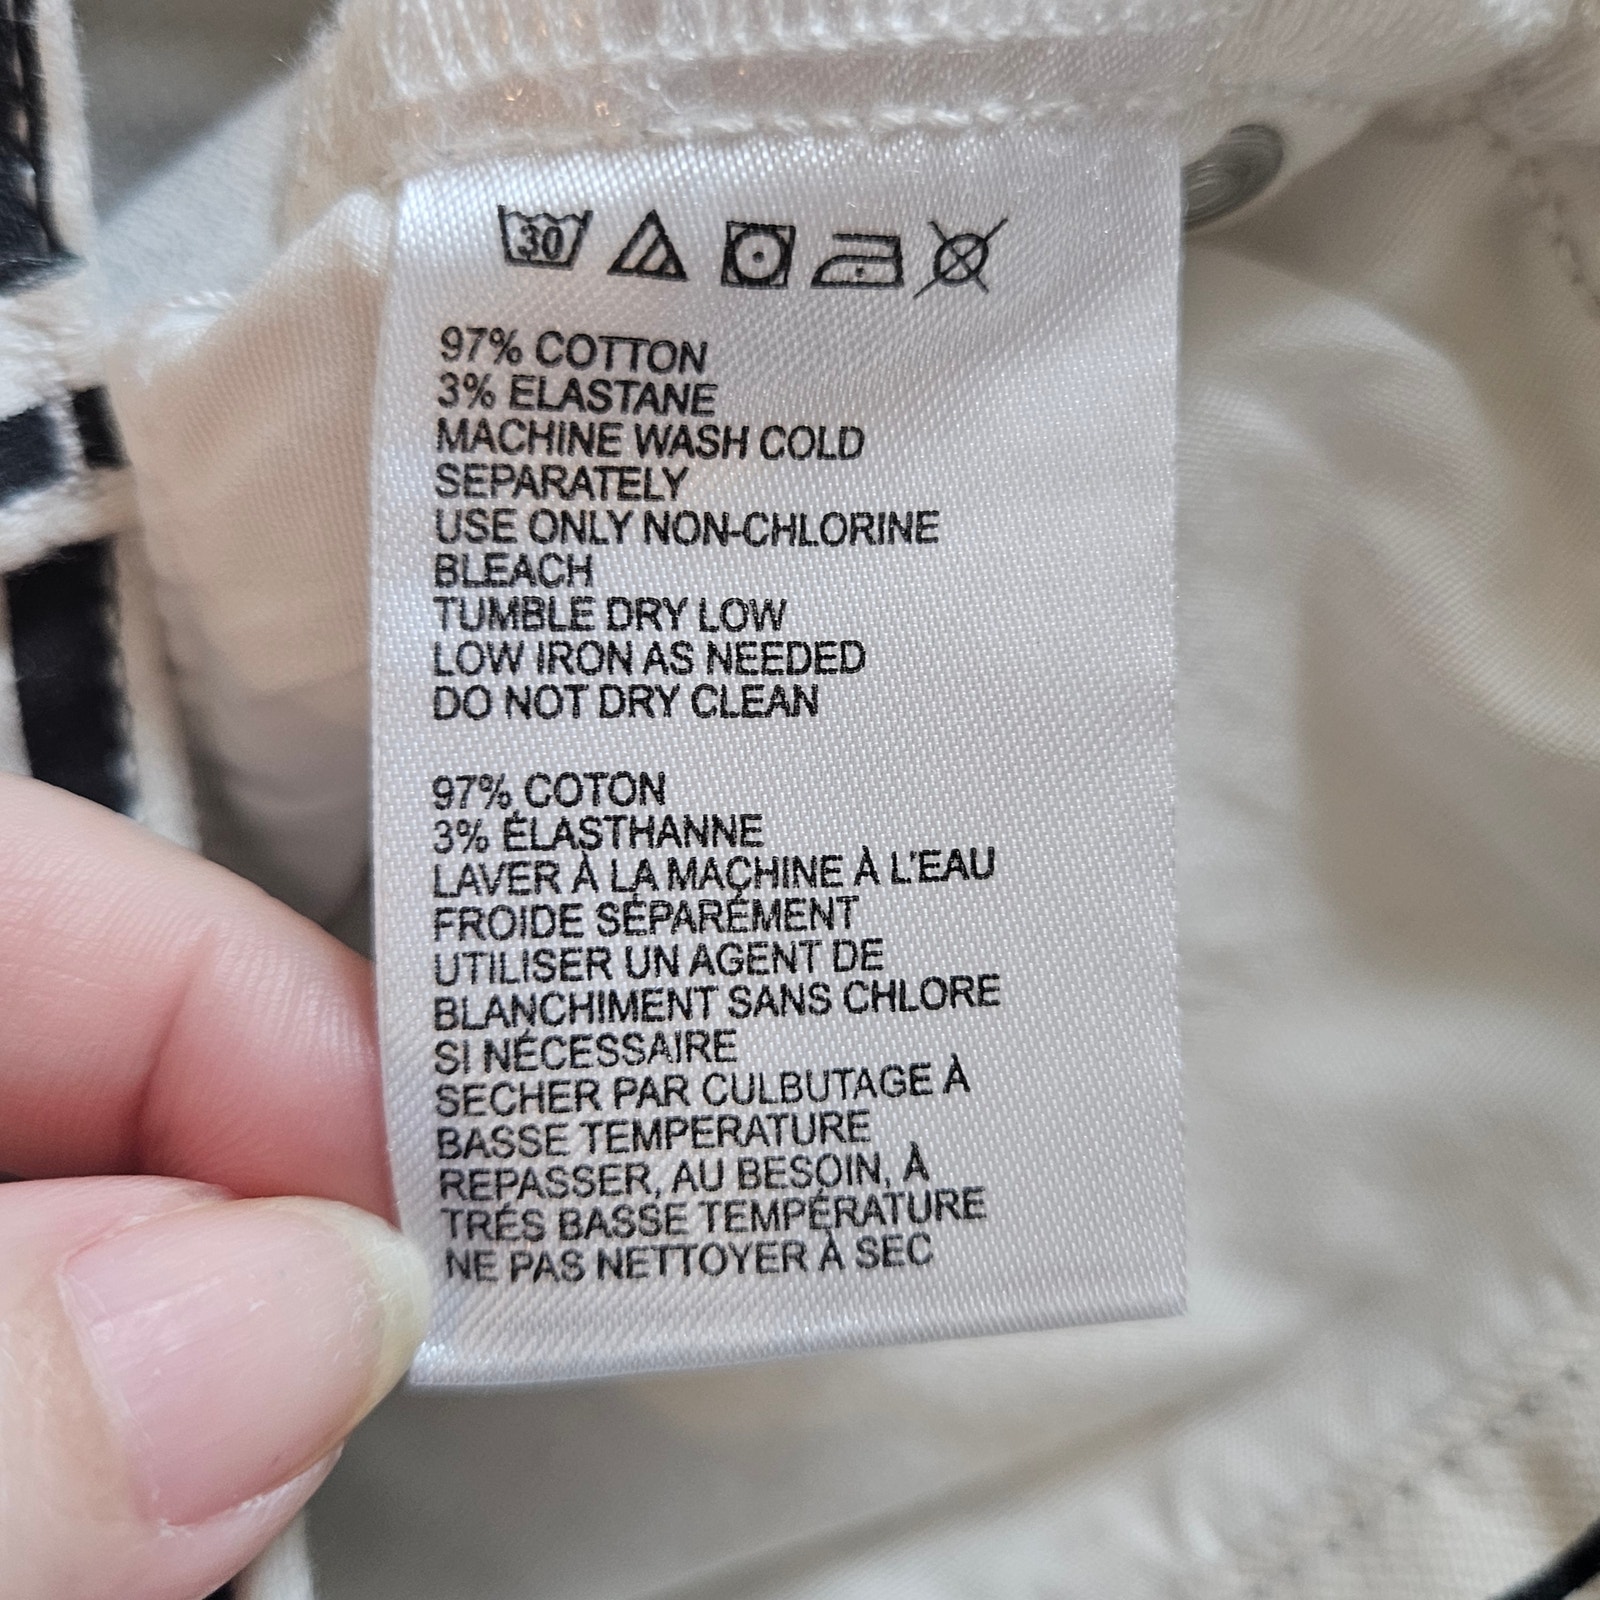 30
97% COTTON
3% ELASTANE
MACHINE WASH COLD
SEPARATELY
USE ONLY NON-CHLORINE
BLEACH
TUMBLE DRY LOW
LOW IRON AS NEEDED
DO NOT DRY CLEAN
97% COTON
3% ÉLASTHANNE
LAVER À LA MACHINE À L'EAU
FROIDE SÉPARÉMENT
UTILISER UN AGENT DE
BLANCHIMENT SANS CHLORE
SI NÉCESSAIRE
SECHER PAR CULBUTAGE À
BASSE TEMPERATURE
REPASSER, AU BESOIN, À
TRÉS BASSE TEMPÉRATURE
NE PAS NETTOYER À SEC